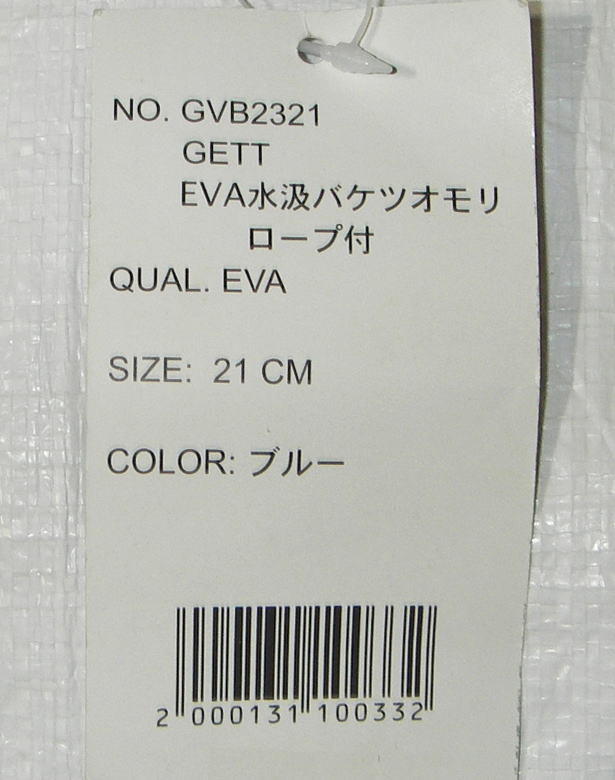 NO. GVB2321
GETT
EVA水汲バケツオモリ
ロープ付
QUAL. EVA
SIZE: 21 CM
COLOR: ブルー
2 000131 100332